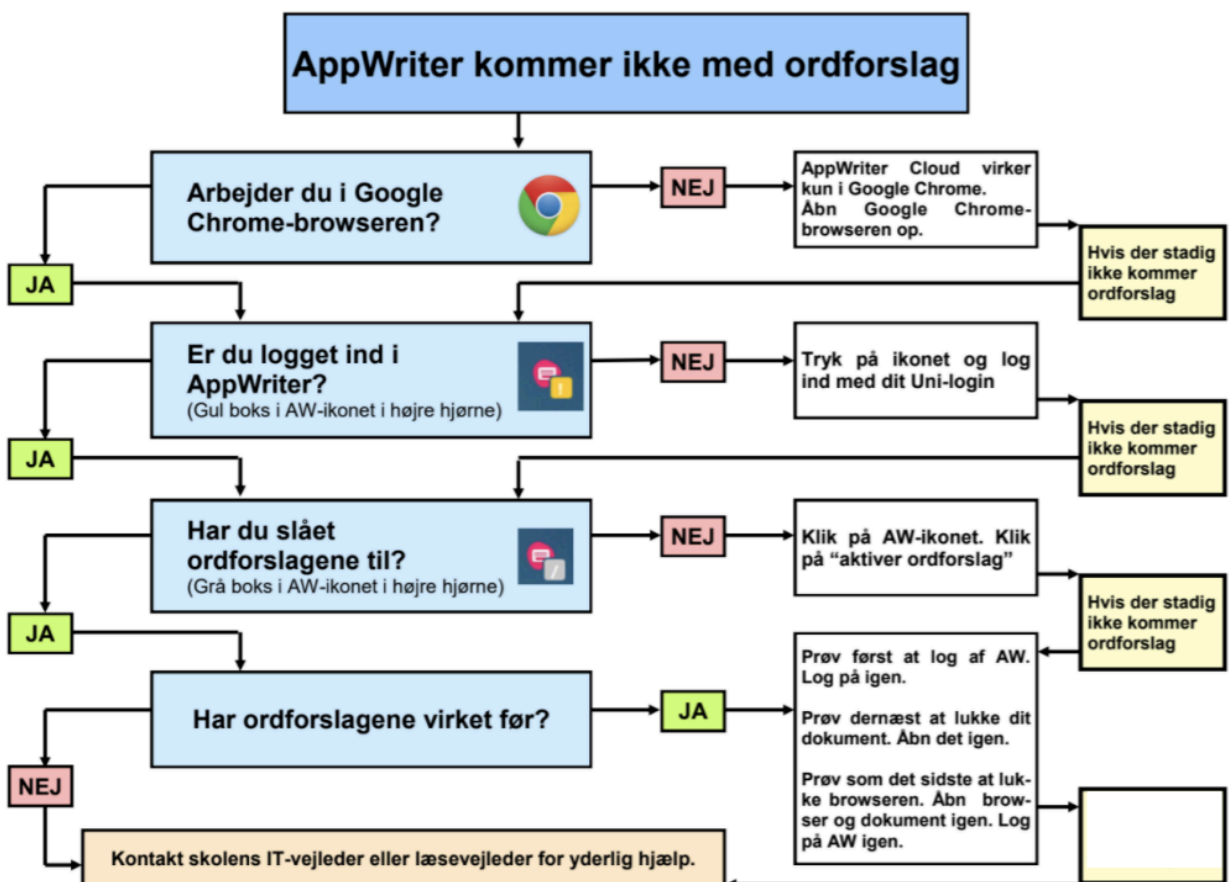 AppWriter kommer ikke med ordforslag
Arbejder du i Google
Chrome-browseren?
NEJ
AppWriter Cloud virker
kun i Google Chrome.
Åbn Google Chrome-
browseren op.
Hvis der stadig
ikke kommer
ordforslag
JA
Er du logget ind i
AppWriter?
(Gul boks i AW-ikonet i højre hjørne)
NEJ
Tryk på ikonet og log
ind med dit Uni-login
Hvis der stadig
ikke kommer
ordforslag
JA
Har du slået
ordforslagene til?
(Grå boks i AW-ikonet i højre hjørne)
NEJ
Klik på AW-ikonet. Klik
på “aktiver ordforslag”
Hvis der stadig
ikke kommer
ordforslag
JA
Har ordforslagene virket før?
JA
Prøv først at log af AW.
Log på igen.
Prøv dernæst at lukke dit
dokument. Åbn det igen.
Prøv som det sidste at luk-
ke browseren. Åbn brow-
ser og dokument igen. Log
på AW igen.
NEJ
Kontakt skolens IT-vejleder eller læsevejleder for yderlig hjælp.